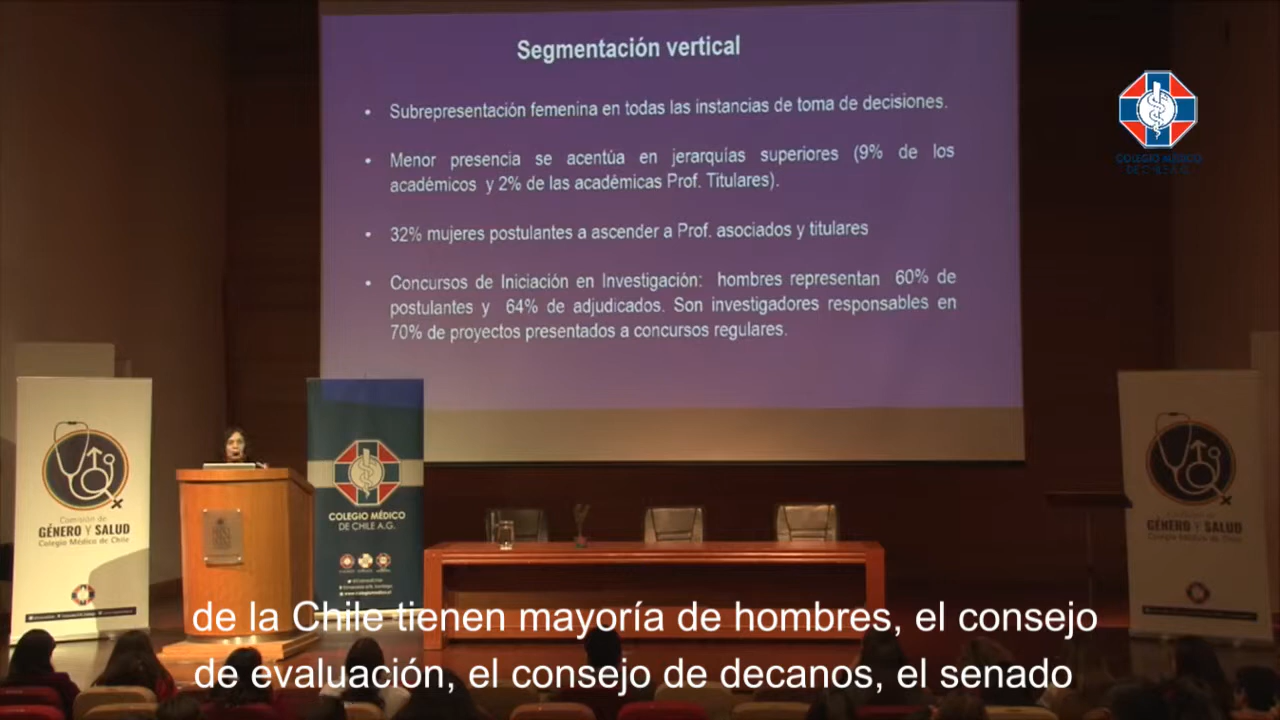 Segmentación vertical
• Subrepresentación femenina en todas las instancias de toma de decisiones.
• Menor presencia se acentúa en jerarquías superiores (9% de los
académicos y 2% de las académicas Prof. Titulares).
• 32% mujeres postulantes a ascender a Prof. asociados y titulares
• Concursos de Iniciación en Investigación: hombres representan 60% de
postulantes y 64% de adjudicados. Son investigadores responsables en
70% de proyectos presentados a concursos regulares.
COLEGIO MÉDICO
DE CHILE A.G.
Comisión de
GÉNERO Y SALUD
Colegio Médico de Chile
COLEGIO MÉDICO
DE CHILE A.G.
Comisión de
GÉNERO Y SALUD
Colegio Médico de Chile
de la Chile tienen mayoría de hombres, el consejo
de evaluación, el consejo de decanos, el senado